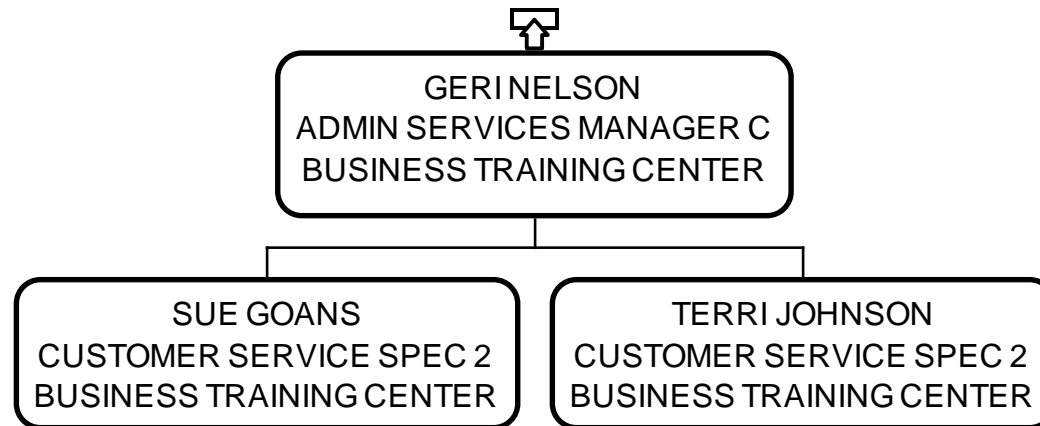 GERI NELSON
ADMIN SERVICES MANAGER C
BUSINESS TRAINING CENTER
SUE GOANS
CUSTOMER SERVICE SPEC 2
BUSINESS TRAINING CENTER
TERRI JOHNSON
CUSTOMER SERVICE SPEC 2
BUSINESS TRAINING CENTER